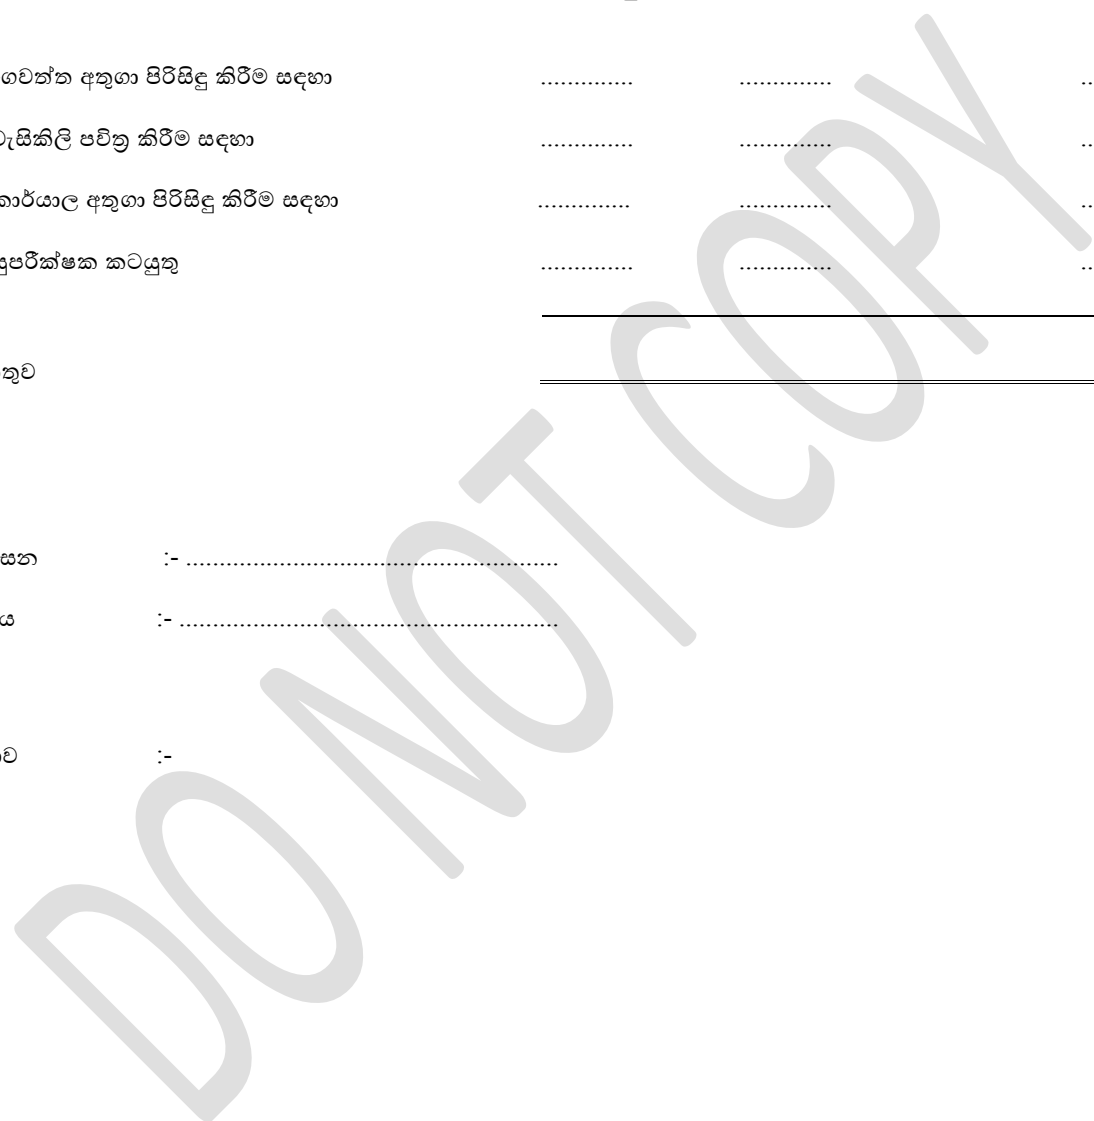 ගවත්ත අතුගා පිරිසිඳු කිරීම සඳහා .............. .............. ..
වැසිකිලි පවිත්‍ර කිරීම සඳහා .............. .............. ..
කාර්යාල අතුගා පිරිසිඳු කිරීම සඳහා .............. .............. ..
සුපරීක්ෂක කටයුතු .............. .............. ..
තුව
සන :- ........................................................
ය :- .........................................................
ව :-
DO NOT COPY